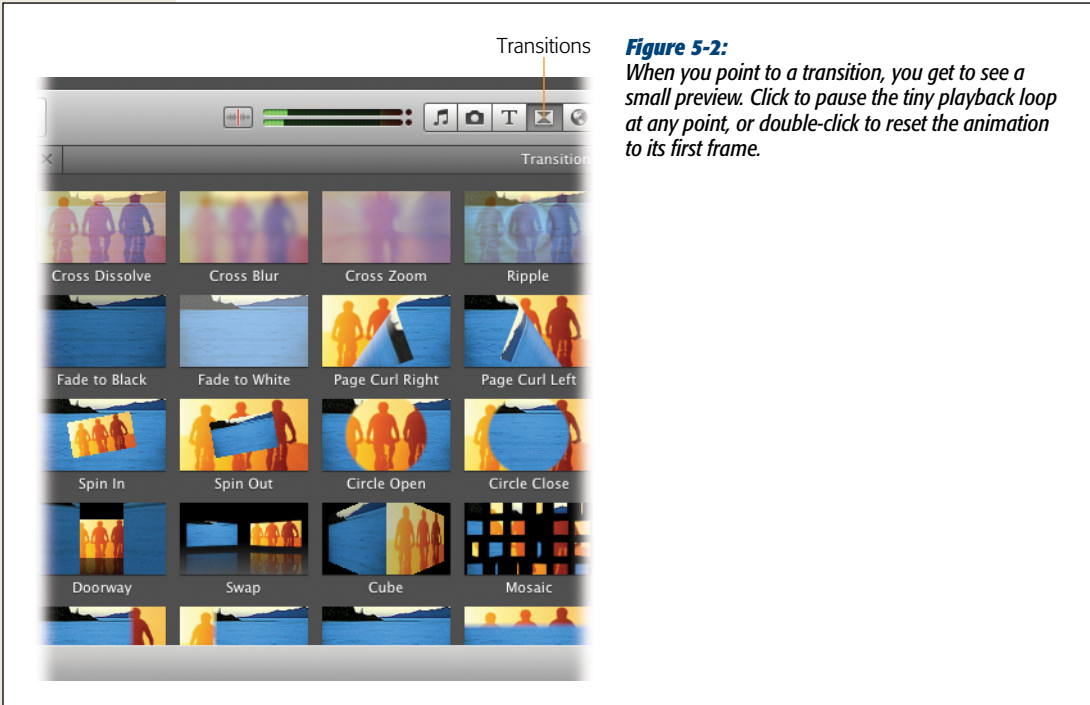 Transitions
Figure 5-2:
When you point to a transition, you get to see a
small preview. Click to pause the tiny playback loop
at any point, or double-click to reset the animation
to its first frame.
T
Transition
Cross Dissolve Cross Blur Cross Zoom Ripple
Fade to Black Fade to White Page Curl Right Page Curl Left
Spin In Spin Out Circle Open Circle Close
Doorway Swap Cube Mosaic